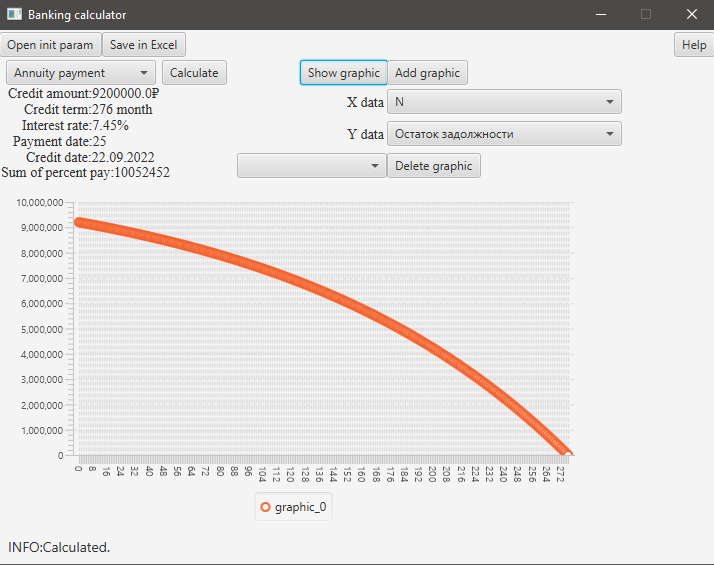 Banking calculator
Open init param Save in Excel Help
Annuity payment Calculate Show graphic Add graphic
Credit amount:9200000.0₽
X data N
Credit term:276 month
Interest rate:7.45%
Y data Остаток задолжности
Payment date:25
Credit date:22.09.2022
Delete graphic
Sum of percent pay:10052452
10,000,000
9,000,000
8,000,000
7,000,000
6,000,000
5,000,000
4,000,000
3,000,000
2,000,000
1,000,000
0
0 8 16 24 32 40 48 56 64 72 80 88 96 104 112 120 128 136 144 152 160 168 176 184 192 200 208 216 224 232 240 248 256 264 272
graphic_0
INFO:Calculated.